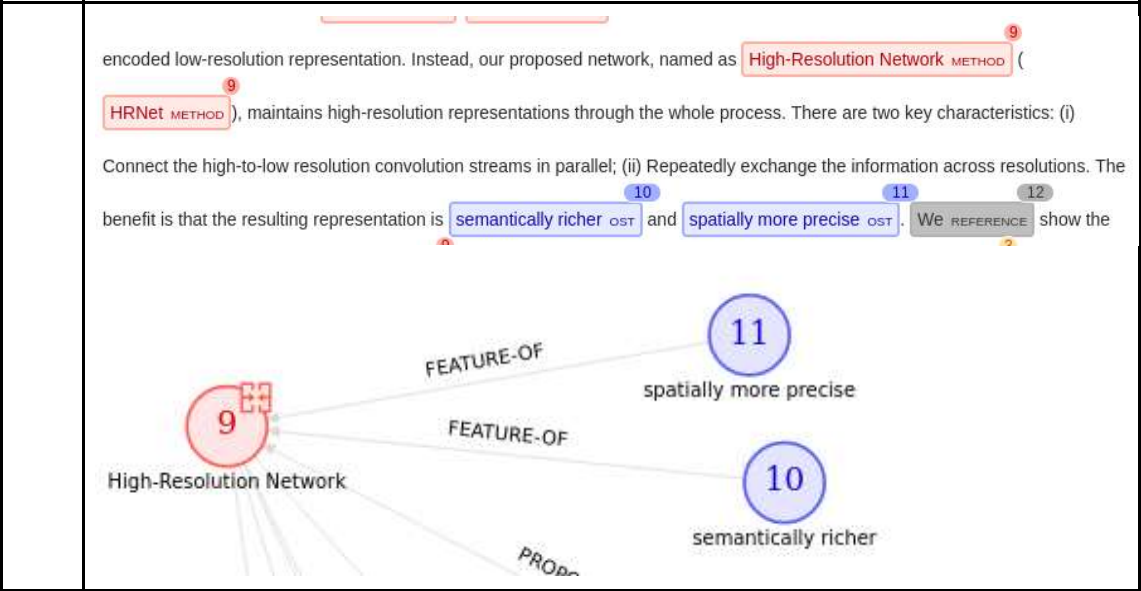 9
encoded low-resolution representation. Instead, our proposed network, named as High-Resolution Network METHOD (
9
HRNet METHOD ), maintains high-resolution representations through the whole process. There are two key characteristics: (i)
Connect the high-to-low resolution convolution streams in parallel; (ii) Repeatedly exchange the information across resolutions. The
10 11 12
benefit is that the resulting representation is semantically richer OST and spatially more precise OST . We REFERENCE show the
11
FEATURE-OF
spatially more precise
9
FEATURE-OF
10
High-Resolution Network
semantically richer